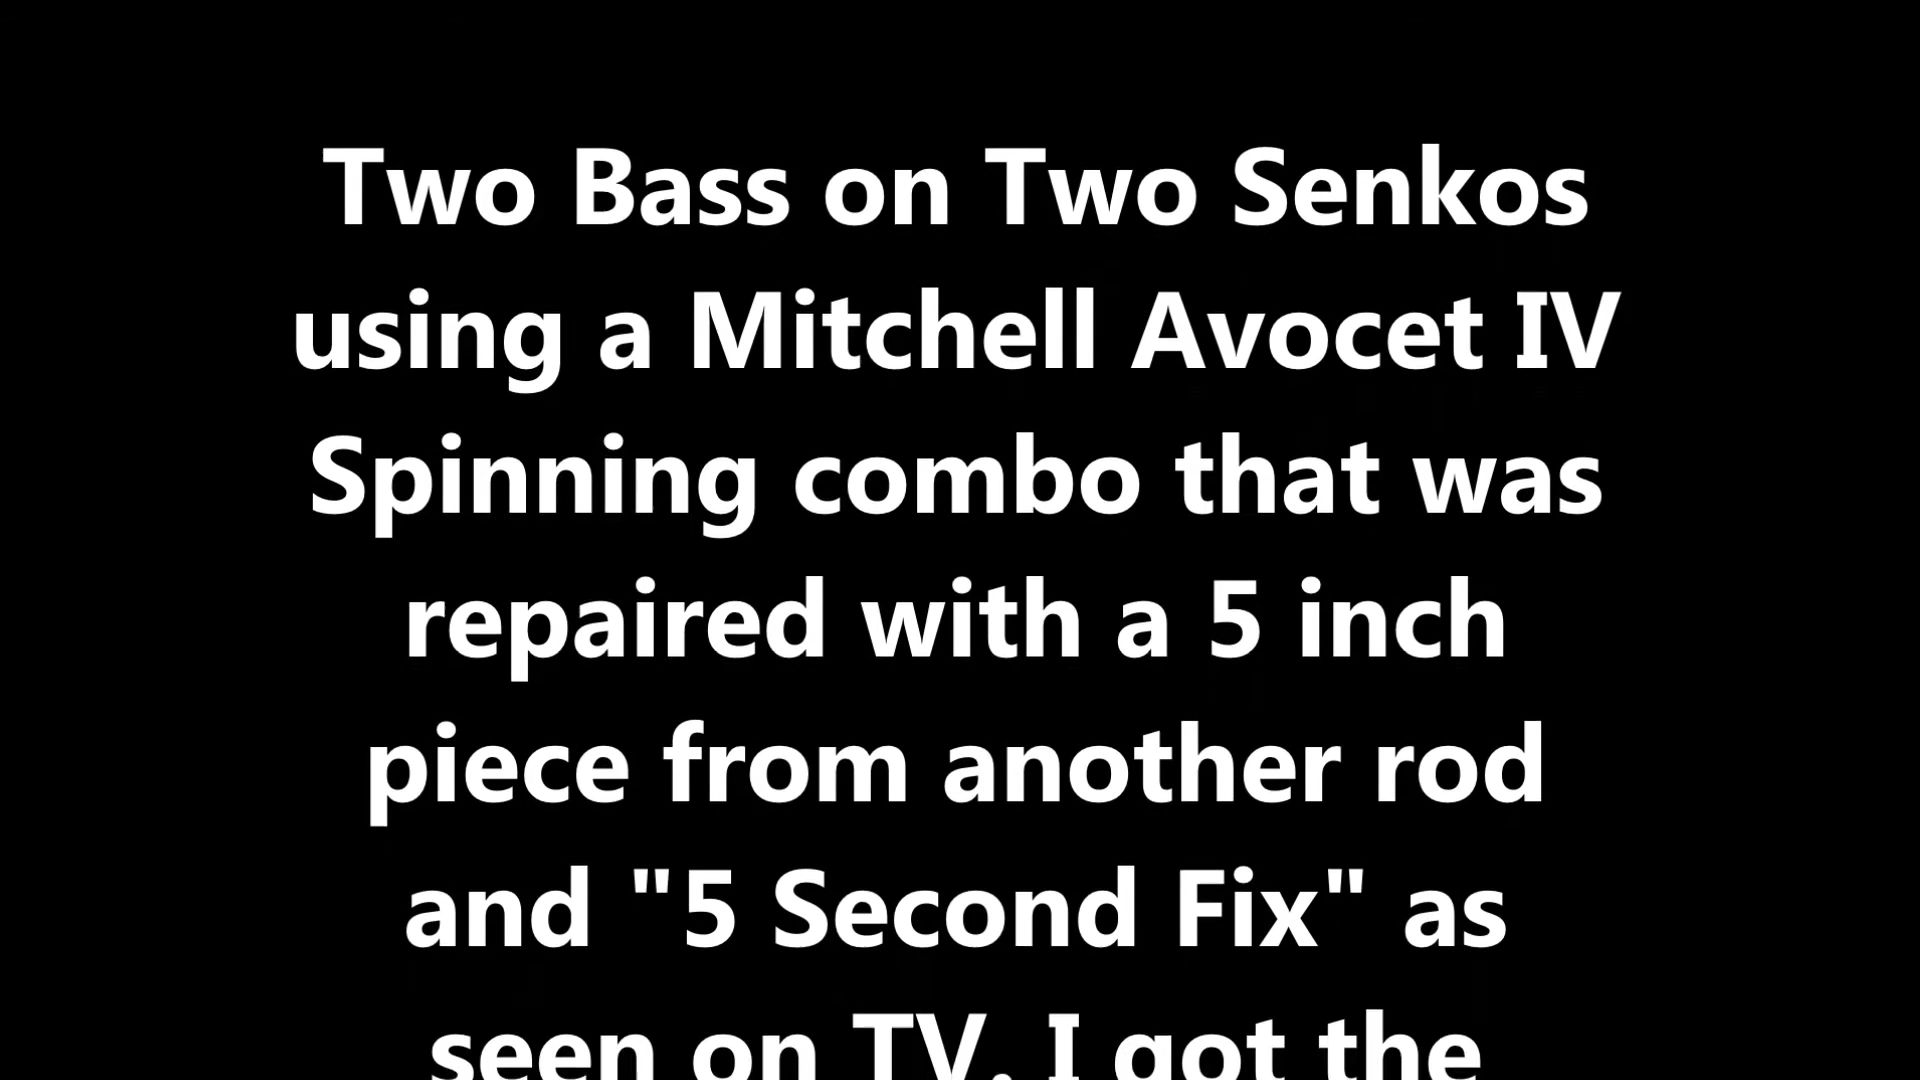 Two Bass on Two Senkos
using a Mitchell Avocet IV
Spinning combo that was
repaired with a 5 inch
piece from another rod
and "5 Second Fix" as
seen on TV. I got the